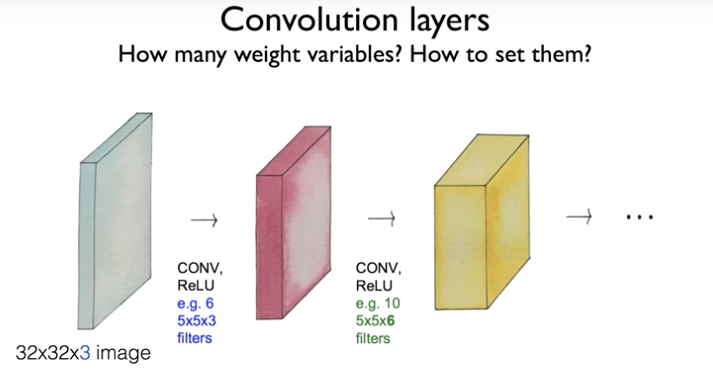 Convolution layers
How many weight variables? How to set them?
CONV,
ReLU
e.g. 6
5x5x3
filters
CONV,
ReLU
e.g. 10
5x5x6
filters
...
32x32x3 image